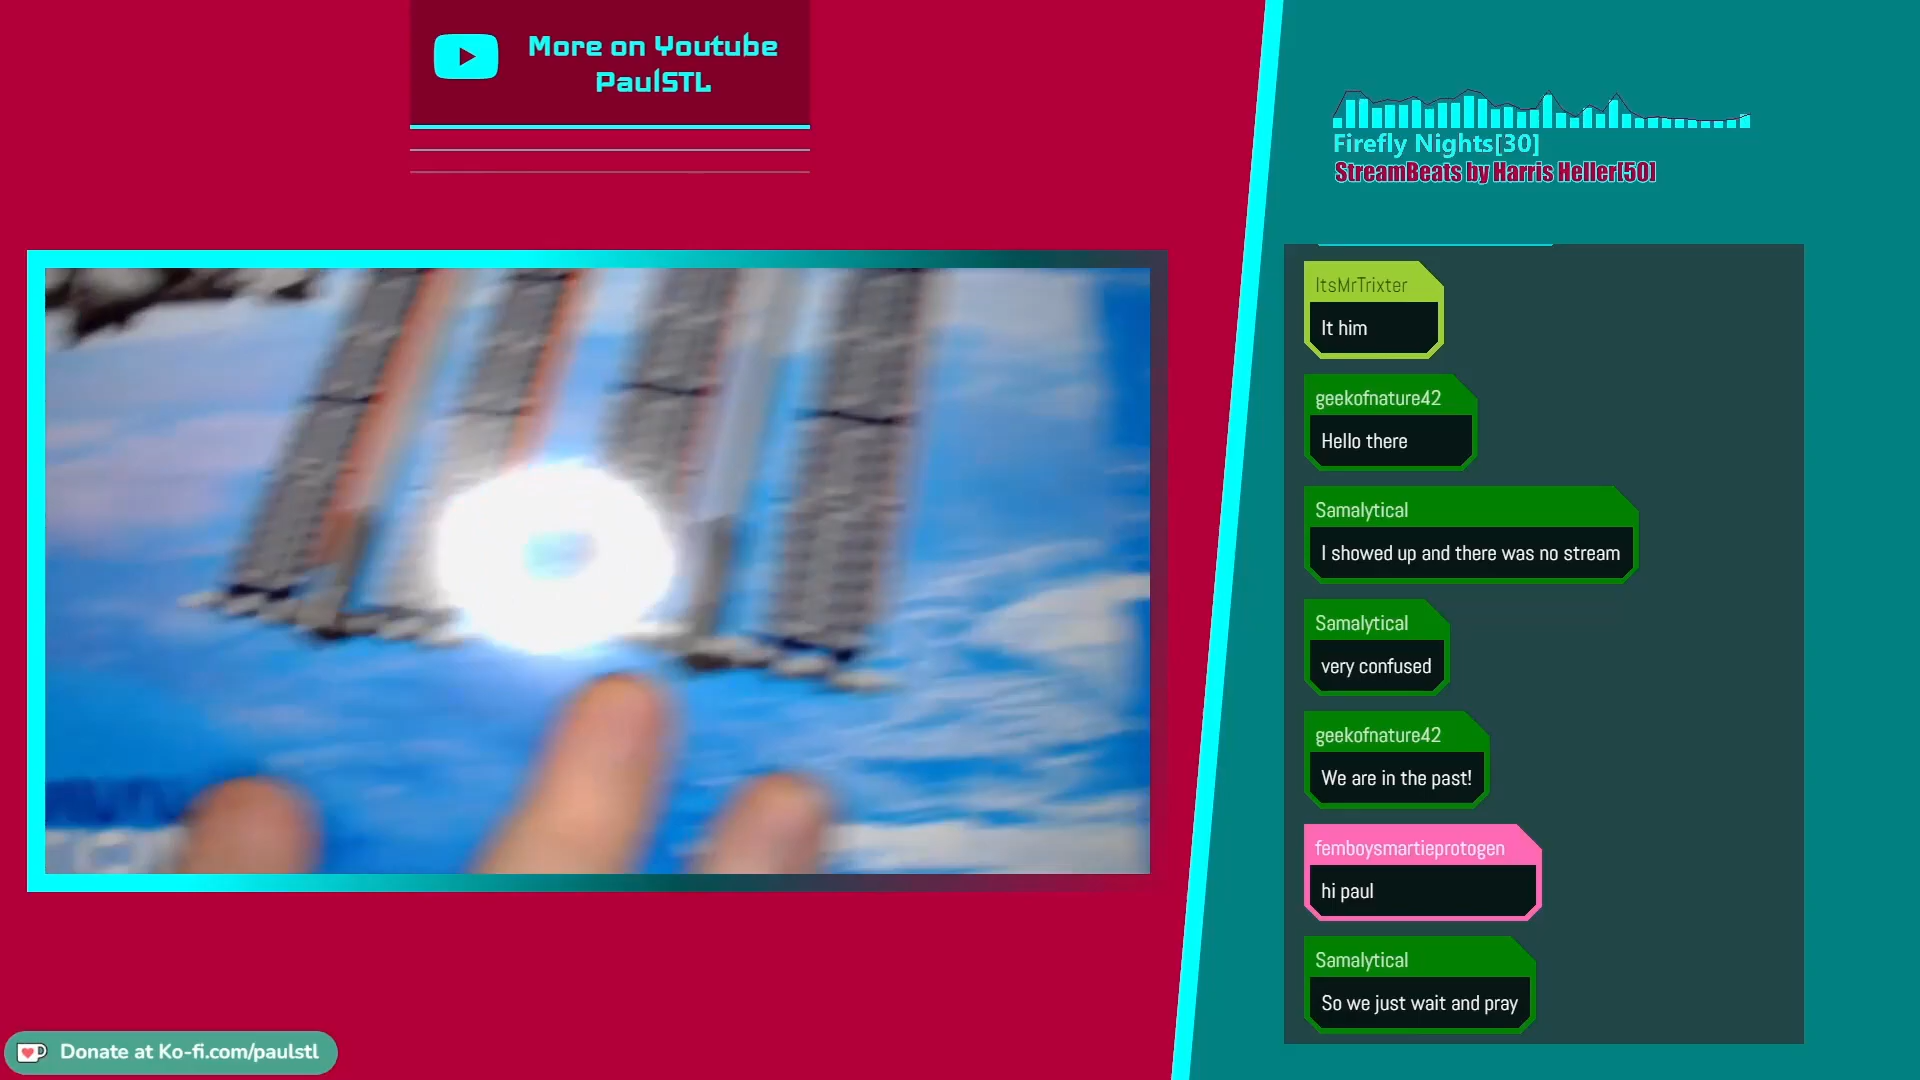 More on Youtube
PaulSTL
Firefly Nights[30]
StreamBeats by Harris Heller[50]
ItsMrTrixter
It him
geekofnature42
Hello there
Samalytical
I showed up and there was no stream
Samalytical
very confused
geekofnature42
We are in the past!
femboysmartieprotogen
hi paul
Samalytical
So we just wait and pray
Donate at Ko-fi.com/paulstl